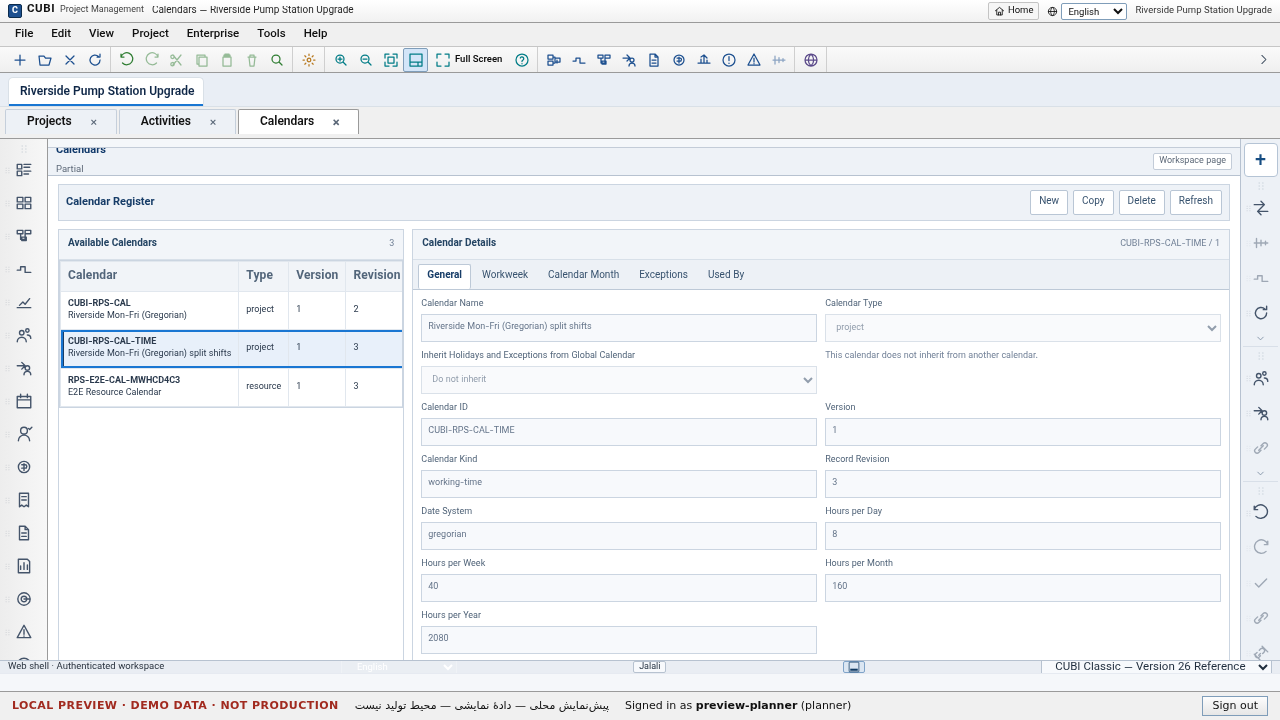 C CUBI Project Management Calendars — Riverside Pump Station Upgrade Home English Riverside Pump Station Upgrade
File Edit View Project Enterprise Tools Help
Full Screen
Riverside Pump Station Upgrade
Projects × Activities × Calendars ×
Calendars
Partial
Workspace page
Calendar Register New Copy Delete Refresh
Available Calendars 3
Calendar Type Version Revision
CUBI-RPS-CAL
Riverside Mon-Fri (Gregorian) project 1 2
CUBI-RPS-CAL-TIME
Riverside Mon-Fri (Gregorian) split shifts project 1 3
RPS-E2E-CAL-MWHCD4C3
E2E Resource Calendar resource 1 3
Calendar Details CUBI-RPS-CAL-TIME / 1
General Workweek Calendar Month Exceptions Used By
Calendar Name Calendar Type
Riverside Mon-Fri (Gregorian) split shifts project
Inherit Holidays and Exceptions from Global Calendar This calendar does not inherit from another calendar.
Do not inherit
Calendar ID Version
CUBI-RPS-CAL-TIME 1
Calendar Kind Record Revision
working-time 3
Date System Hours per Day
gregorian 8
Hours per Week Hours per Month
40 160
Hours per Year
2080
Web shell · Authenticated workspace English Jalali CUBI Classic — Version 26 Reference
LOCAL PREVIEW · DEMO DATA · NOT PRODUCTION پیش‌نمایش محلی — دادهٔ نمایشی — محیط تولید نیست Signed in as preview-planner (planner) Sign out